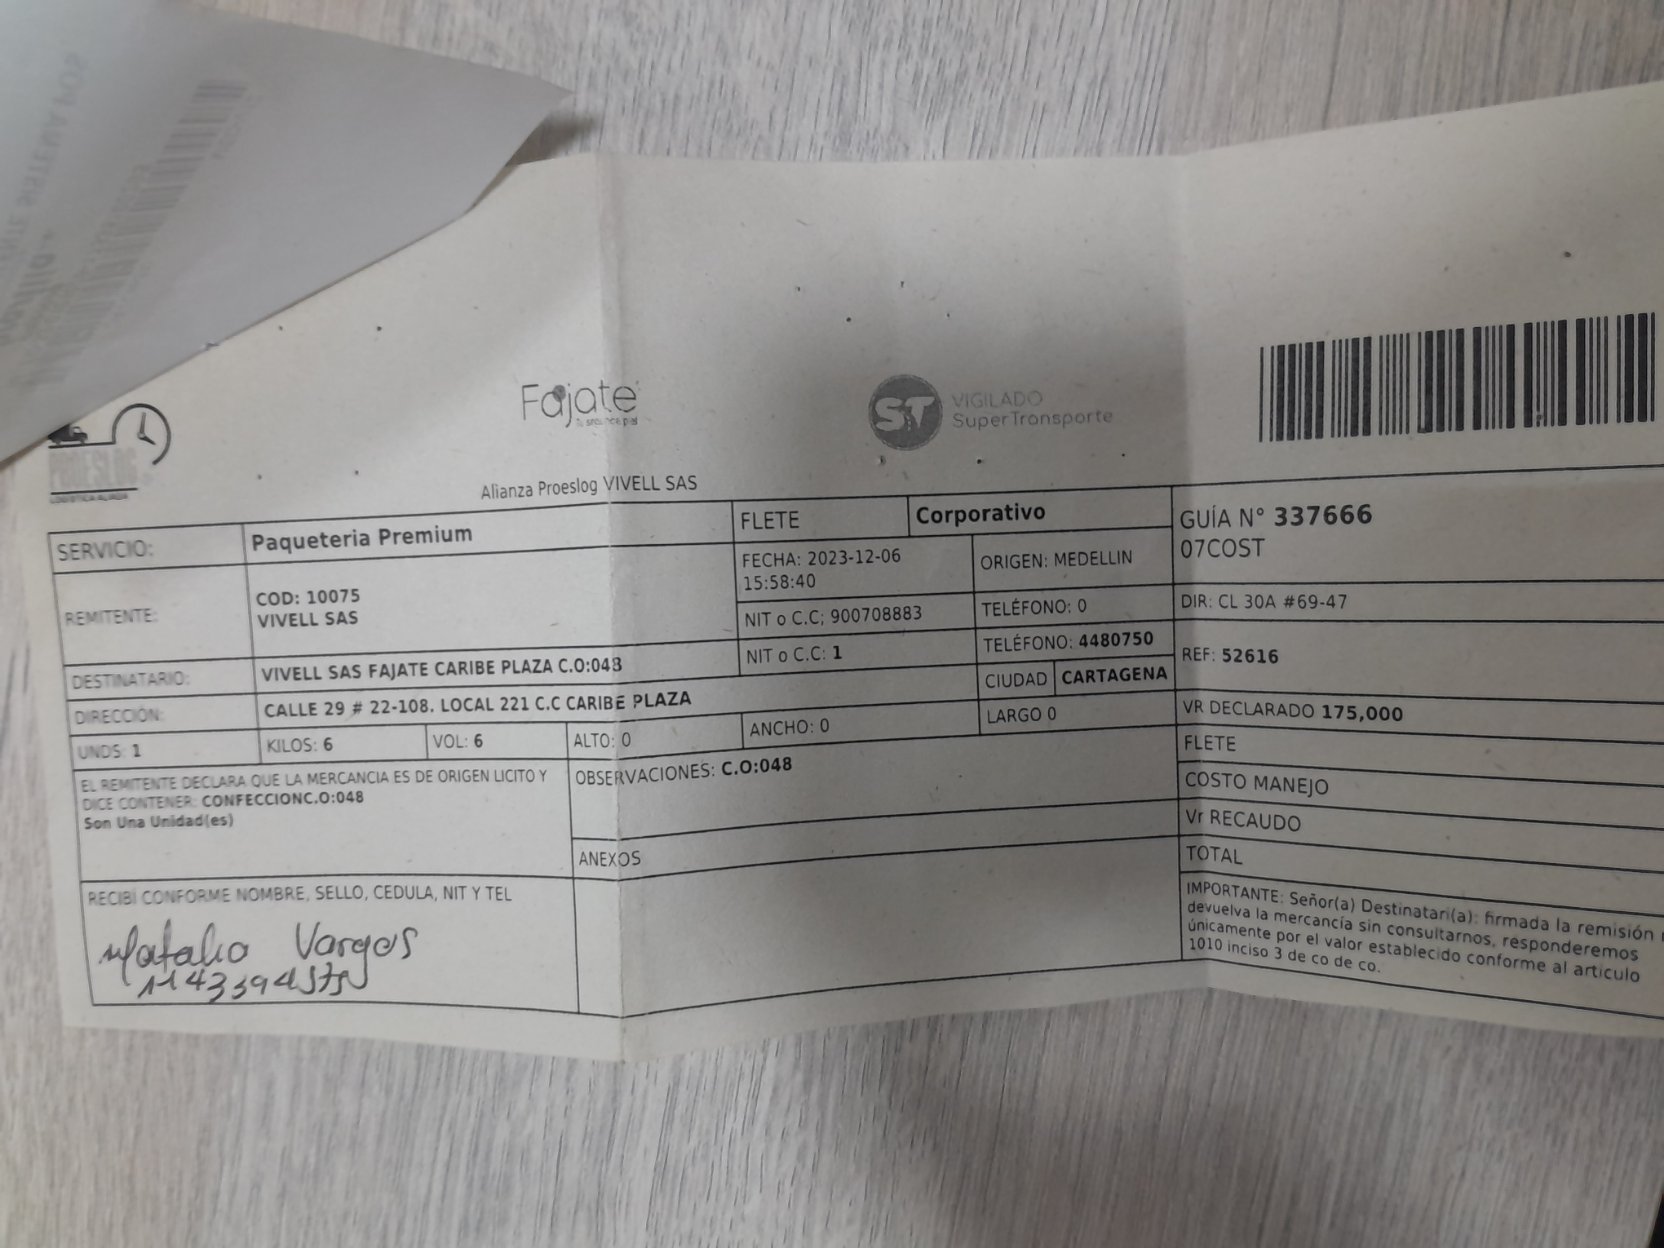 PROESLOG
LOGÍSTICA ALIADA
Fajate
VIGILADO
SuperTransporte
Alianza Proeslog VIVELL SAS
SERVICIO: Paqueteria Premium FLETE Corporativo GUÍA N° 337666
07COST
REMITENTE: COD: 10075
VIVELL SAS
FECHA: 2023-12-06
15:58:40
ORIGEN: MEDELLIN
NIT o C.C; 900708883 TELÉFONO: 0 DIR: CL 30A #69-47
DESTINATARIO: VIVELL SAS FAJATE CARIBE PLAZA C.O:048 NIT o C.C: 1 TELÉFONO: 4480750 REF: 52616
DIRECCIÓN: CALLE 29 # 22-108. LOCAL 221 C.C CARIBE PLAZA CIUDAD CARTAGENA
UNDS: 1 KILOS: 6 VOL: 6 ALTO: 0 ANCHO: 0 LARGO 0 VR DECLARADO 175,000
EL REMITENTE DECLARA QUE LA MERCANCIA ES DE ORIGEN LICITO Y
DICE CONTENER: CONFECCIONC.O:048
Son Una Unidad(es)
OBSERVACIONES: C.O:048
ANEXOS
FLETE
COSTO MANEJO
Vr RECAUDO
TOTAL
RECIBÍ CONFORME NOMBRE, SELLO, CEDULA, NIT Y TEL
Natalia Vargas
IMPORTANTE: Señor(a) Destinatari(a): firmada la remisión
devuelva la mercancía sin consultarnos, responderemos
únicamente por el valor establecido conforme al articulo
1010 inciso 3 de co de co.